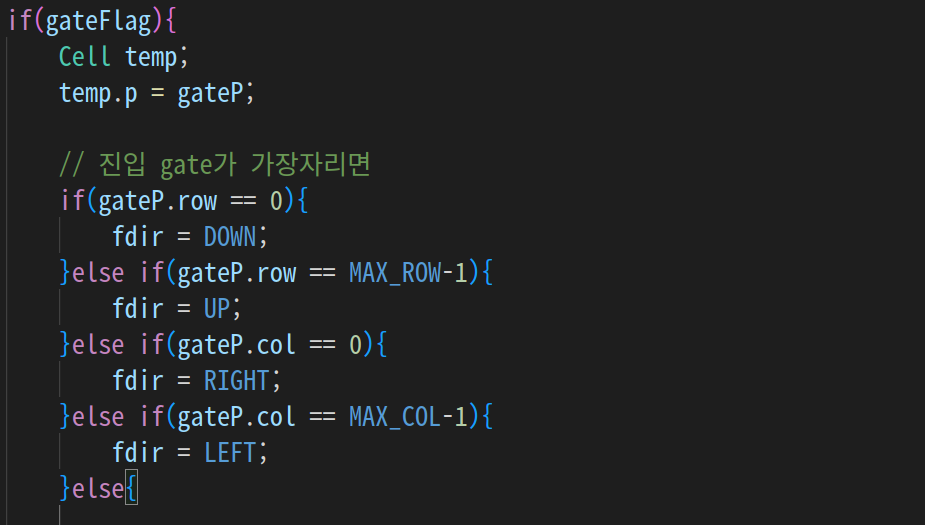 if(gateFlag){
    Cell temp;
    temp.p = gateP;

    // 진입 gate가 가장자리면
    if(gateP.row == 0){
        fdir = DOWN;
    }else if(gateP.row == MAX_ROW-1){
        fdir = UP;
    }else if(gateP.col == 0){
        fdir = RIGHT;
    }else if(gateP.col == MAX_COL-1){
        fdir = LEFT;
    }else{